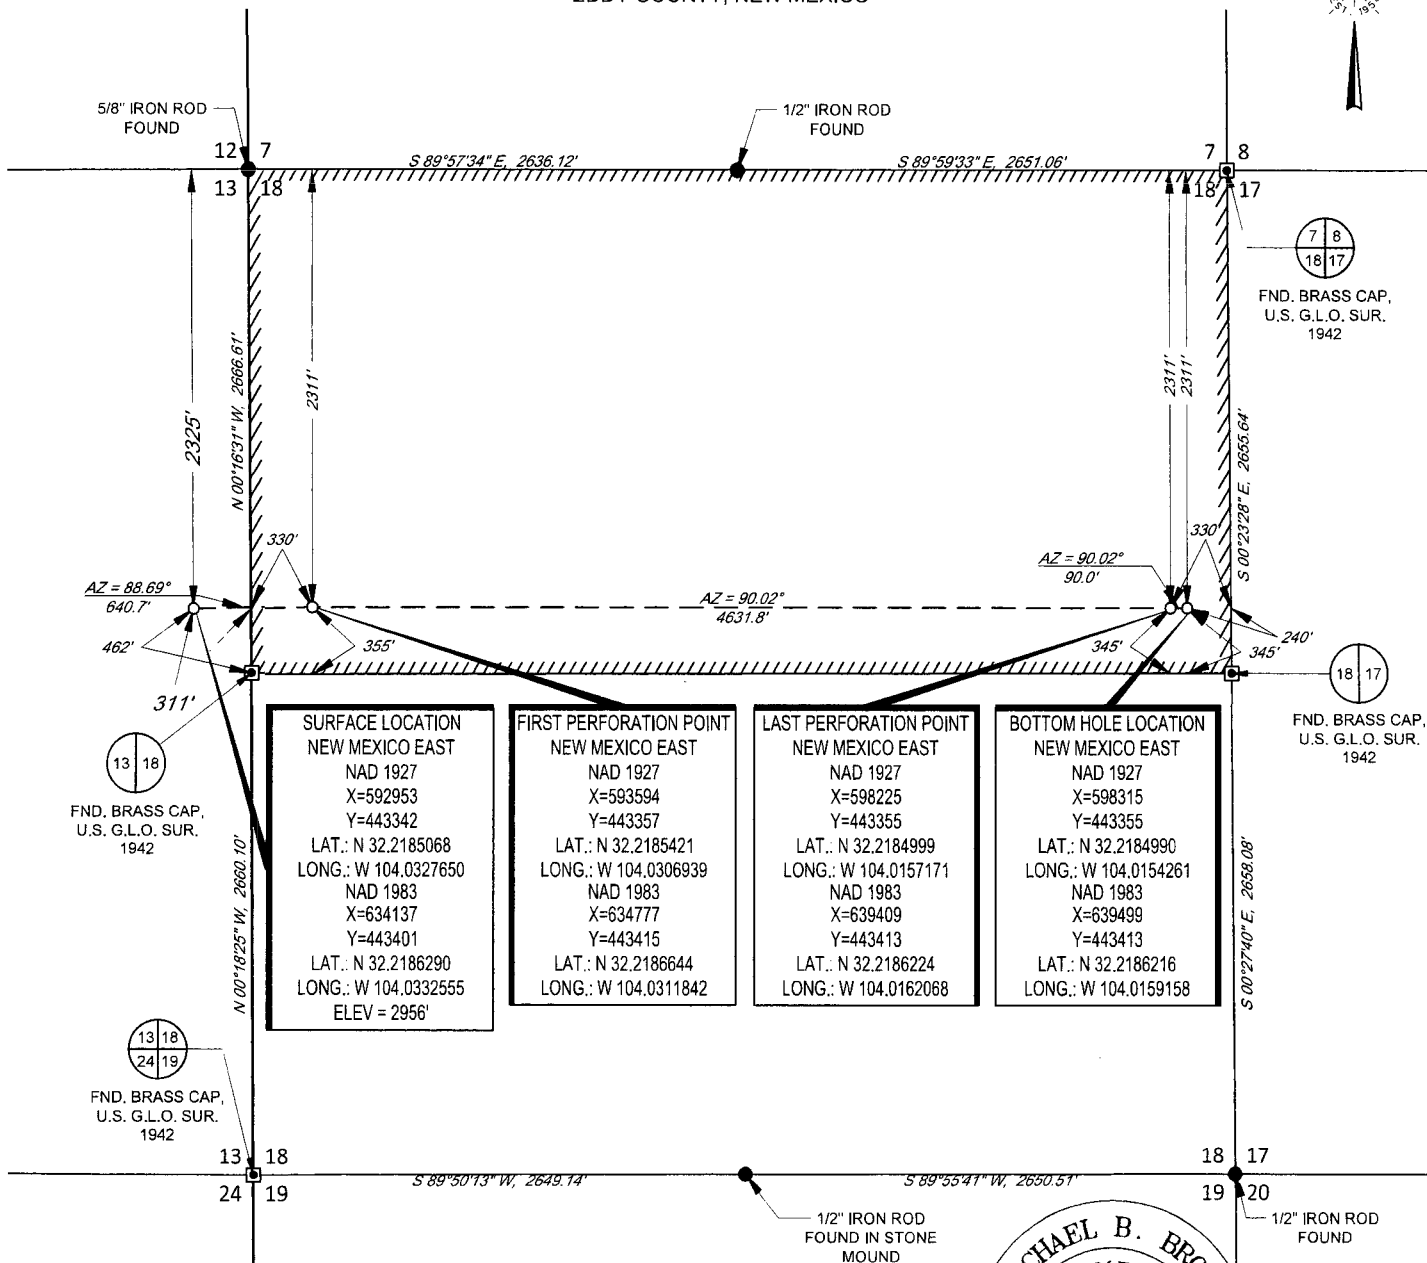 EDDY COUNTY, NEW MEXICO
5/8" IRON ROD
FOUND
1/2" IRON ROD
FOUND
12 7
13 18
S 89°57'34" E, 2636.12'
S 89°59'33" E, 2651.06'
7 8
18 17
7 8
18 17
FND. BRASS CAP,
U.S. G.L.O. SUR.
1942
N 00°16'31" W, 2666.61'
2325'
2311'
2311'
2311'
S 00°23'28" E, 2655.64'
330'
330'
AZ = 88.69°
640.7'
AZ = 90.02°
4631.8'
AZ = 90.02°
90.0'
462'
355'
345'
345'
240'
311'
18 17
FND. BRASS CAP,
U.S. G.L.O. SUR.
1942
13 18
FND. BRASS CAP,
U.S. G.L.O. SUR.
1942
SURFACE LOCATION
NEW MEXICO EAST
NAD 1927
X=592953
Y=443342
LAT.: N 32.2185068
LONG.: W 104.0327650
NAD 1983
X=634137
Y=443401
LAT.: N 32.2186290
LONG.: W 104.0332555
ELEV = 2956'
FIRST PERFORATION POINT
NEW MEXICO EAST
NAD 1927
X=593594
Y=443357
LAT.: N 32.2185421
LONG.: W 104.0306939
NAD 1983
X=634777
Y=443415
LAT.: N 32.2186644
LONG.: W 104.0311842
LAST PERFORATION POINT
NEW MEXICO EAST
NAD 1927
X=598225
Y=443355
LAT.: N 32.2184999
LONG.: W 104.0157171
NAD 1983
X=639409
Y=443413
LAT.: N 32.2186224
LONG.: W 104.0162068
BOTTOM HOLE LOCATION
NEW MEXICO EAST
NAD 1927
X=598315
Y=443355
LAT.: N 32.2184990
LONG.: W 104.0154261
NAD 1983
X=639499
Y=443413
LAT.: N 32.2186216
LONG.: W 104.0159158
N 00°18'25" W, 2660.10'
S 00°27'40" E, 2658.08'
13 18
24 19
FND. BRASS CAP,
U.S. G.L.O. SUR.
1942
13 18
24 19
S 89°50'13" W, 2649.14'
S 89°55'41" W, 2650.51'
18 17
19 20
1/2" IRON ROD
FOUND IN STONE
MOUND
1/2" IRON ROD
FOUND
CHAEL B. BRO